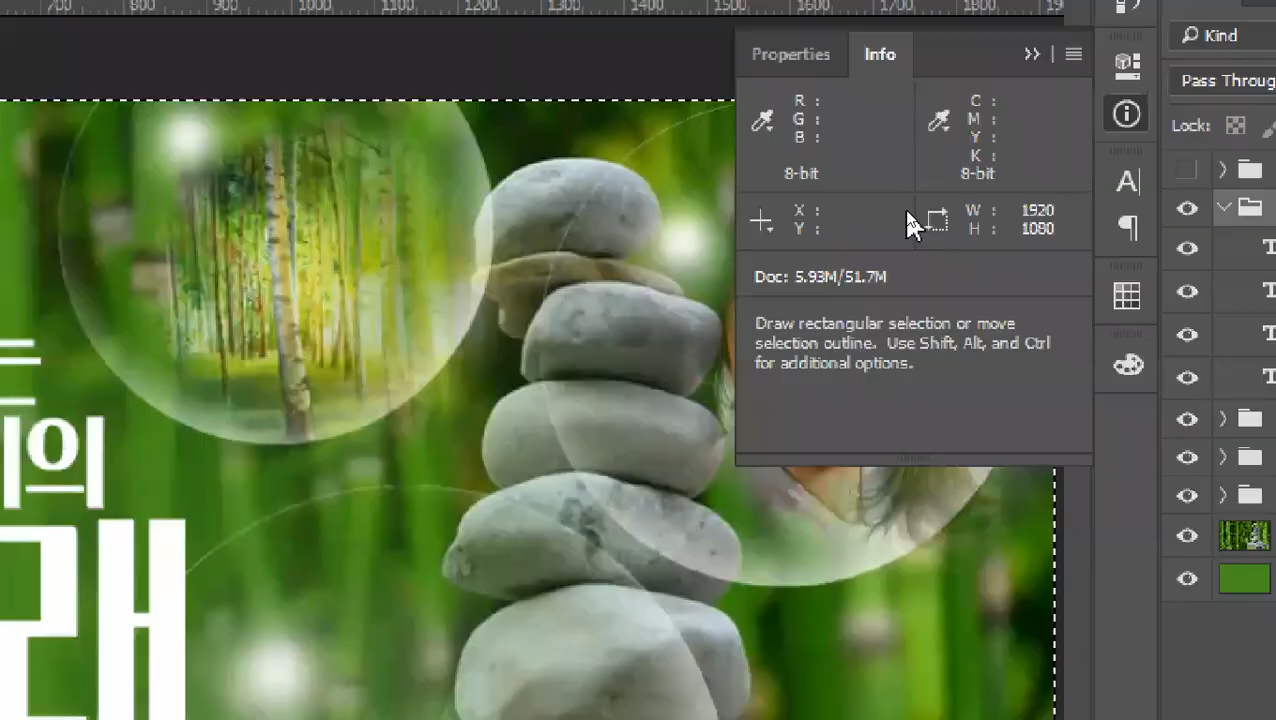 700 800 900 1000 1100 1200 1300 1400 1500 1600 1700 1800
Properties Info
R :
G :
B :
8-bit
C :
M :
Y :
K :
8-bit
X :
Y :
W : 1920
H : 1080
Doc: 5.93M/51.7M
Draw rectangular selection or move
selection outline. Use Shift, Alt, and Ctrl
for additional options.
Kind
Pass Throug
Lock:
의
래